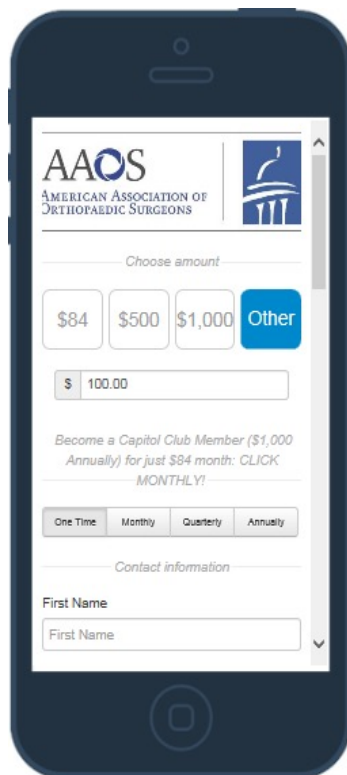 AAOS
AMERICAN ASSOCIATION OF
ORTHOPAEDIC SURGEONS
Choose amount
$84 $500 $1,000 Other
$ 100.00
Become a Capitol Club Member ($1,000
Annually) for just $84 month: CLICK
MONTHLY!
One Time Monthly Quarterly Annually
Contact information
First Name
First Name